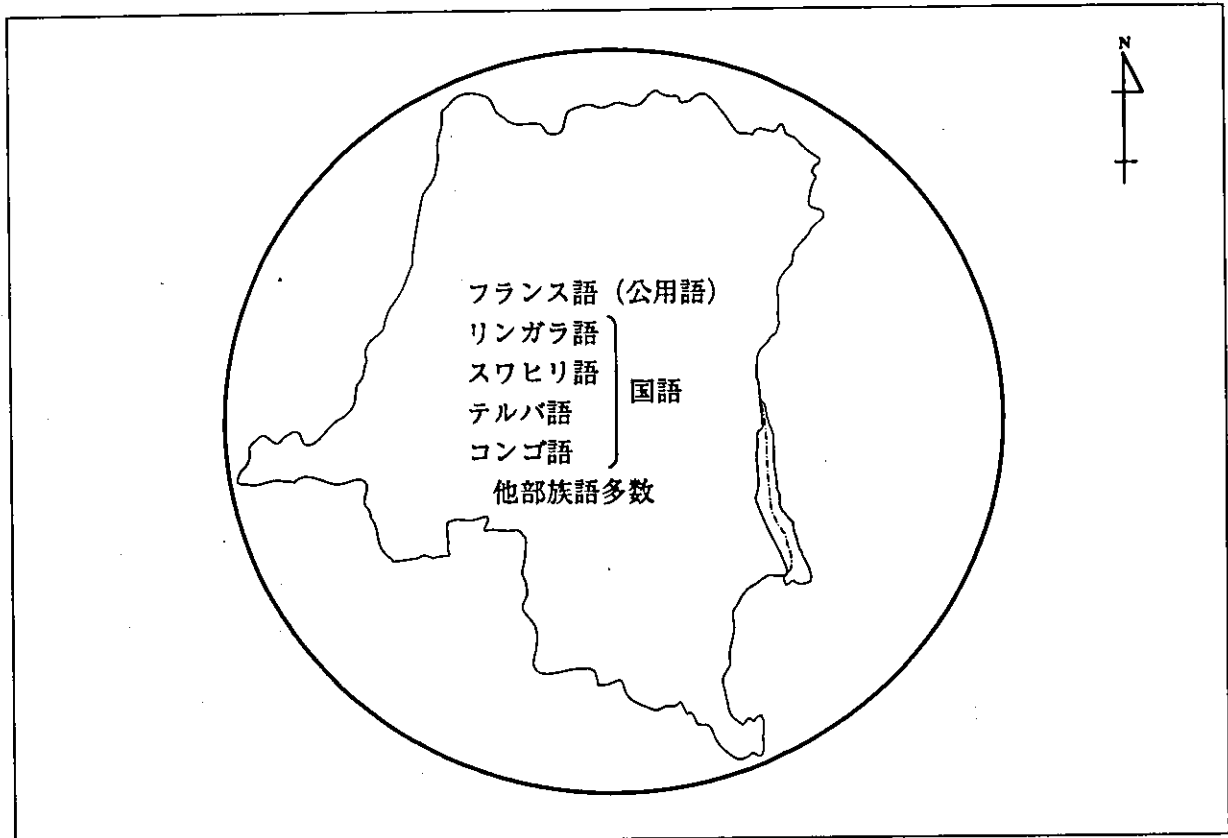 N
フランス語（公用語）
リンガラ語
スワヒリ語
テルバ語
コンゴ語
国語
他部族語多数